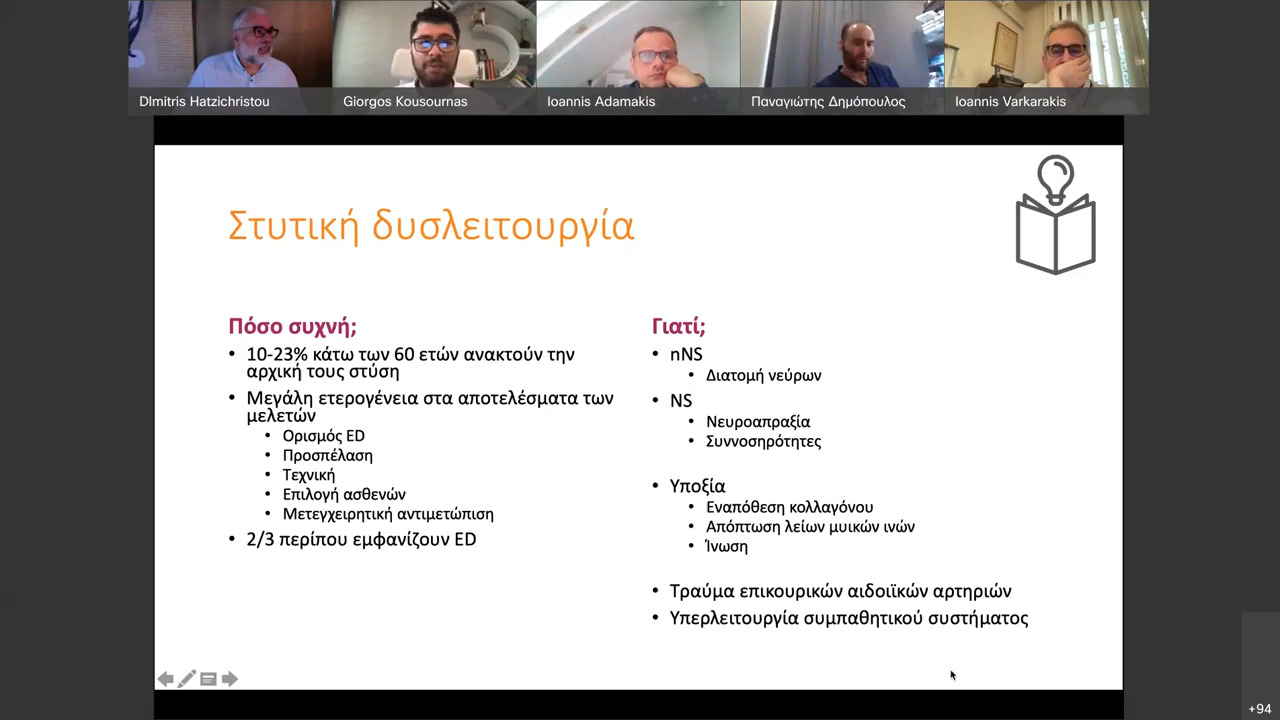 DImitris Hatzichristou
Giorgos Kousournas
Ioannis Adamakis
Παναγιώτης Δημόπουλος
Ioannis Varkarakis
Στυτική δυσλειτουργία
Πόσο συχνή;
• 10-23% κάτω των 60 ετών ανακτούν την
αρχική τους στύση
• Μεγάλη ετερογένεια στα αποτελέσματα των
μελετών
• Ορισμός ED
• Προσπέλαση
• Τεχνική
• Επιλογή ασθενών
• Μετεγχειρητική αντιμετώπιση
• 2/3 περίπου εμφανίζουν ED
Γιατί;
• nNS
• Διατομή νεύρων
• NS
• Νευροαπραξία
• Συννοσηρότητες
• Υποξία
• Εναπόθεση κολλαγόνου
• Απόπτωση λείων μυικών ινών
• Ίνωση
• Τραύμα επικουρικών αιδοϊκών αρτηριών
• Υπερλειτουργία συμπαθητικού συστήματος
+94